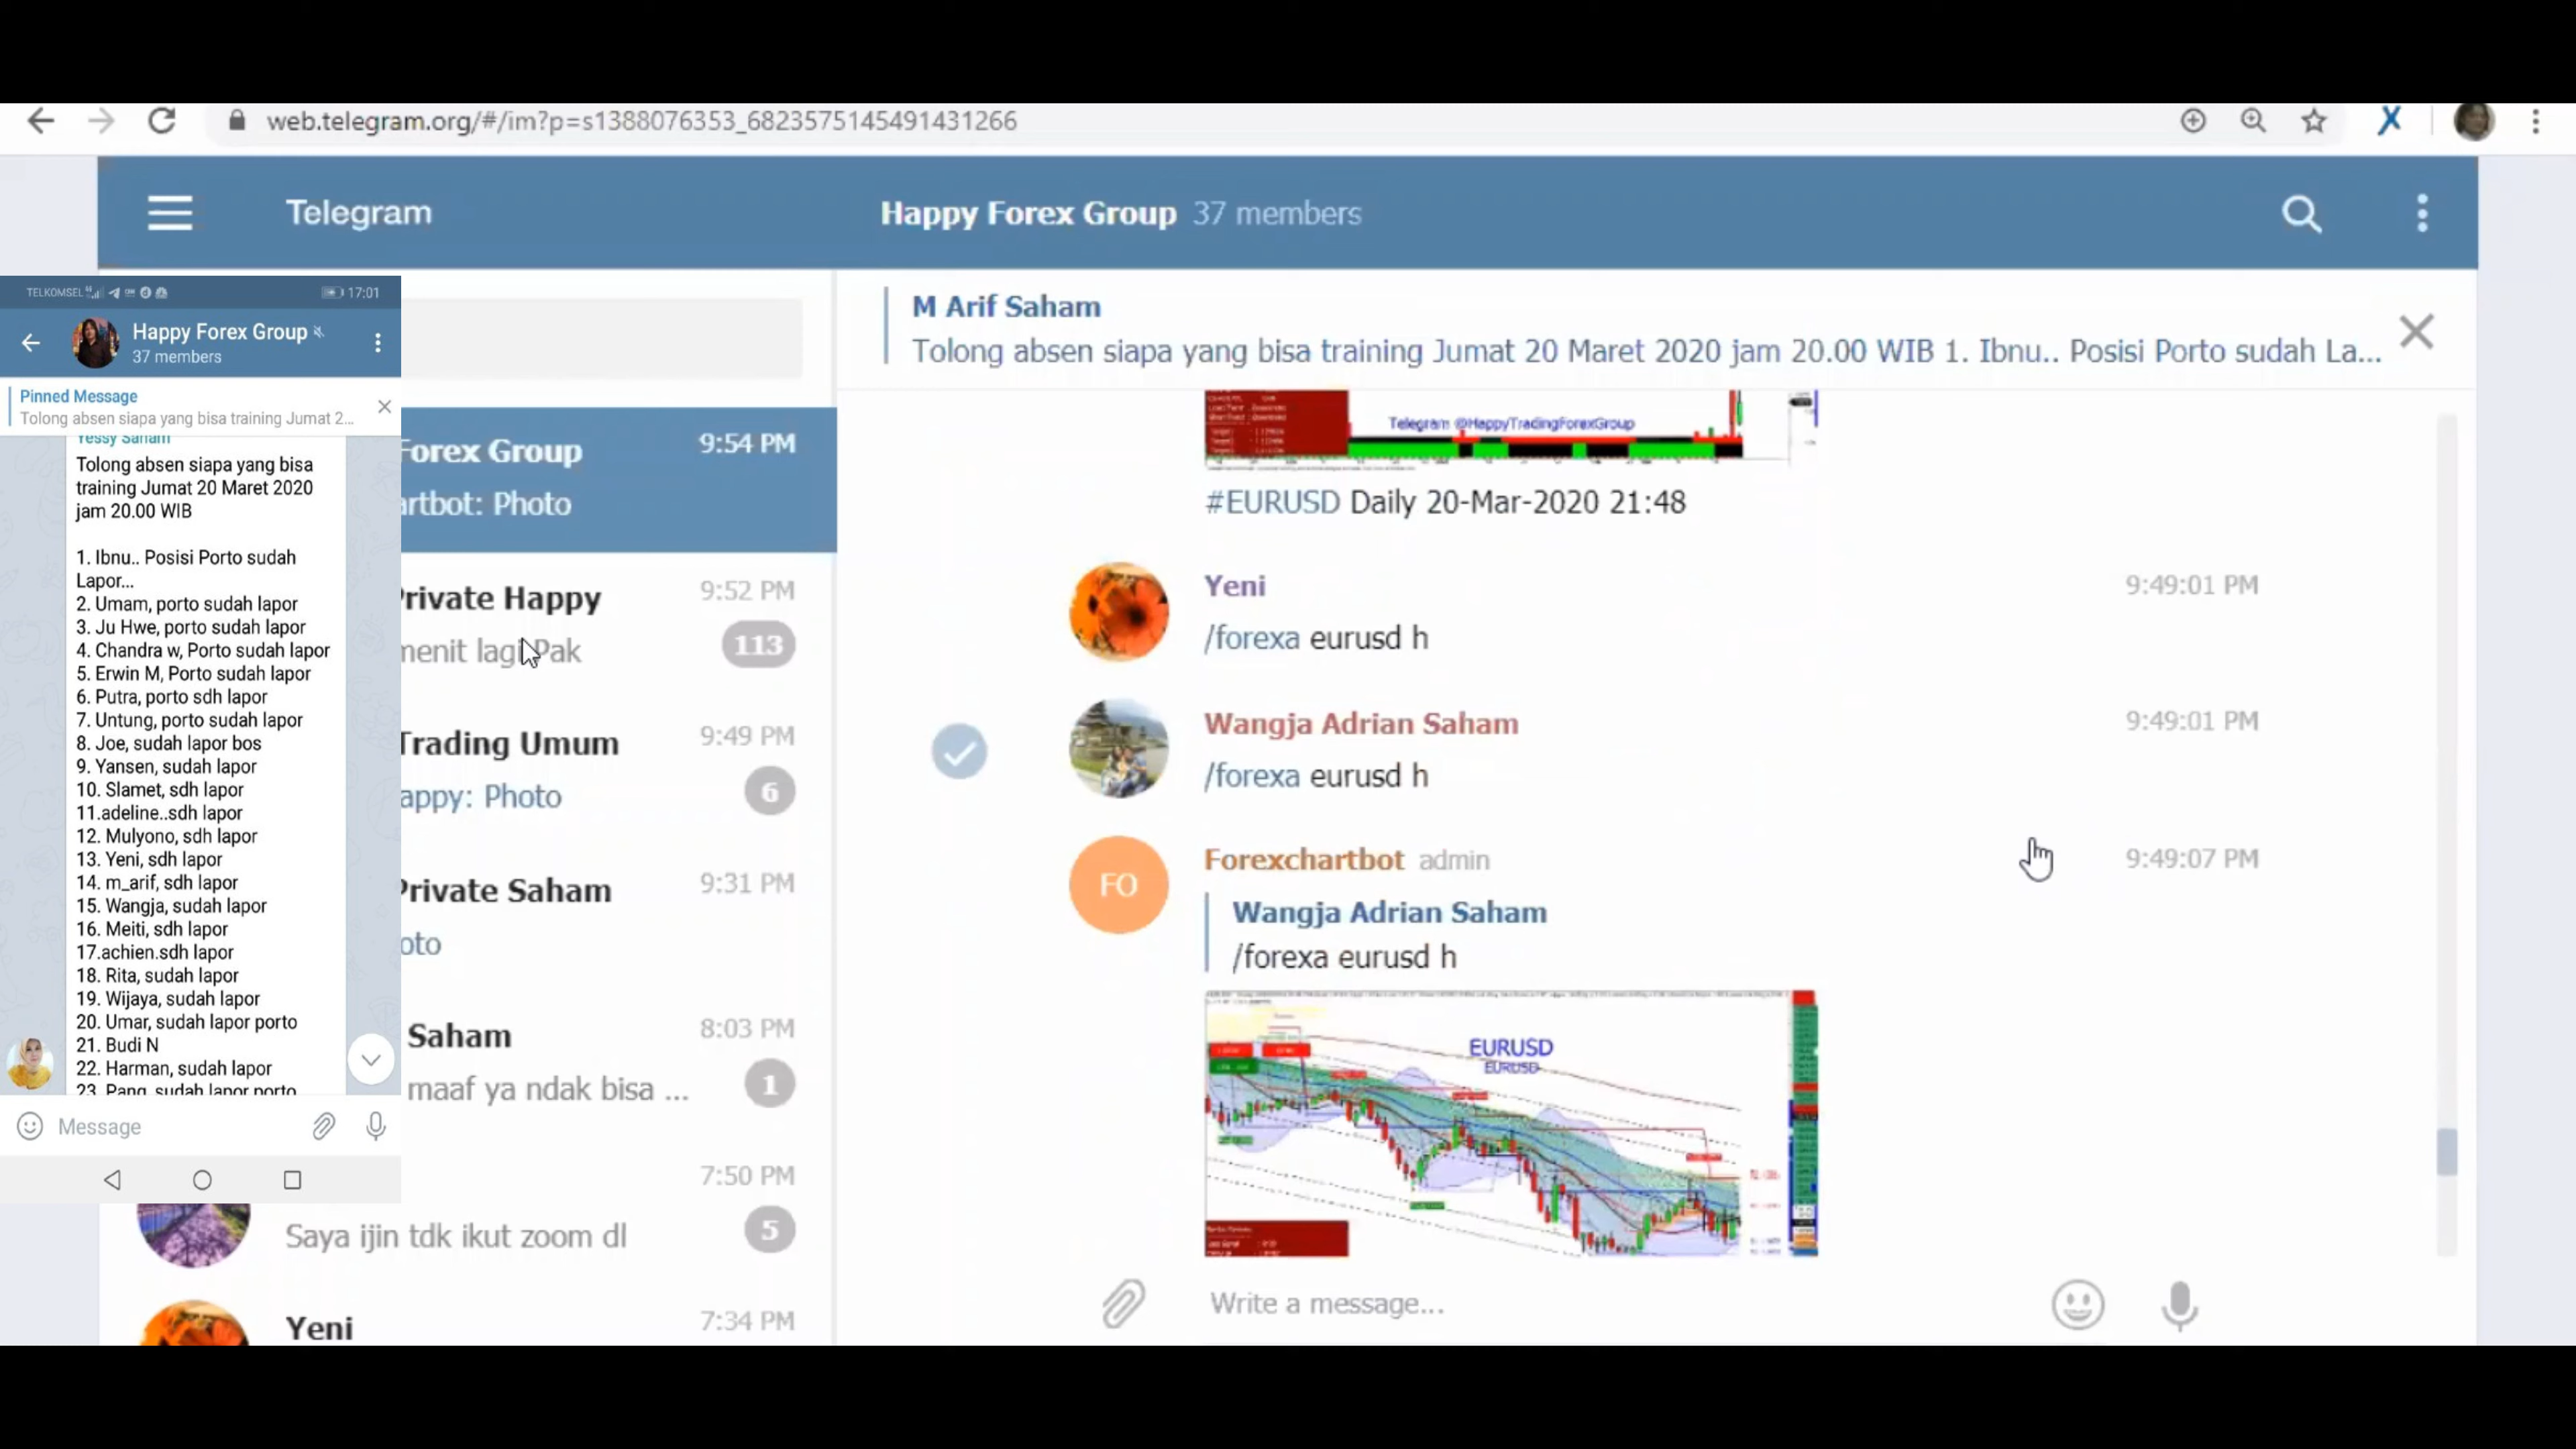 web.telegram.org/#/im?p=s1388076353_6823575145491431266
Telegram
Happy Forex Group 37 members
M Arif Saham
Tolong absen siapa yang bisa training Jumat 20 Maret 2020 jam 20.00 WIB 1. Ibnu.. Posisi Porto sudah La...
TELKOMSEL
17:01
Happy Forex Group
37 members
Pinned Message
Tolong absen siapa yang bisa training Jumat 2...
Yessy Saham
Tolong absen siapa yang bisa
training Jumat 20 Maret 2020
jam 20.00 WIB
1. Ibnu.. Posisi Porto sudah
Lapor...
2. Umam, porto sudah lapor
3. Ju Hwe, porto sudah lapor
4. Chandra w, Porto sudah lapor
5. Erwin M, Porto sudah lapor
6. Putra, porto sdh lapor
7. Untung, porto sudah lapor
8. Joe, sudah lapor bos
9. Yansen, sudah lapor
10. Slamet, sdh lapor
11.adeline..sdh lapor
12. Mulyono, sdh lapor
13. Yeni, sdh lapor
14. m_arif, sdh lapor
15. Wangja, sudah lapor
16. Meiti, sdh lapor
17.achien.sdh lapor
18. Rita, sudah lapor
19. Wijaya, sudah lapor
20. Umar, sudah lapor porto
21. Budi N
22. Harman, sudah lapor
23. Pang, sudah lapor porto
Message
Forex Group 9:54 PM
artbot: Photo
Private Happy 9:52 PM
menit lagi Pak 113
Trading Umum 9:49 PM
appy: Photo 6
Private Saham 9:31 PM
oto
Saham 8:03 PM
maaf ya ndak bisa ... 1
7:50 PM
Saya ijin tdk ikut zoom dl 5
Yeni 7:34 PM
Telegram @HappyTradingForexGroup
#EURUSD Daily 20-Mar-2020 21:48
Yeni 9:49:01 PM
/forexa eurusd h
Wangja Adrian Saham 9:49:01 PM
/forexa eurusd h
FO
Forexchartbot admin 9:49:07 PM
Wangja Adrian Saham
/forexa eurusd h
EURUSD
EURUSD
Write a message...